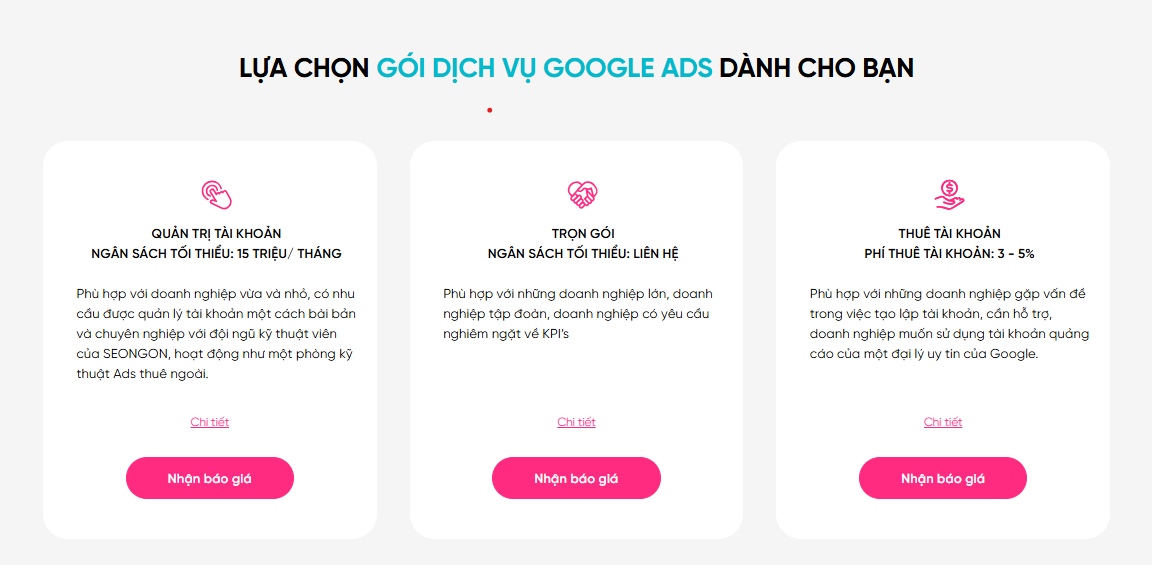 LỰA CHỌN GÓI DỊCH VỤ GOOGLE ADS DÀNH CHO BẠN
QUẢN TRỊ TÀI KHOẢN
NGÂN SÁCH TỐI THIỂU: 15 TRIỆU/ THÁNG
Phù hợp với doanh nghiệp vừa và nhỏ, có nhu
cầu được quản lý tài khoản một cách bài bản
và chuyên nghiệp với đội ngũ kỹ thuật viên
của SEONGON, hoạt động như một phòng kỹ
thuật Ads thuê ngoài.
Chi tiết
Nhận báo giá
TRỌN GÓI
NGÂN SÁCH TỐI THIỂU: LIÊN HỆ
Phù hợp với những doanh nghiệp lớn, doanh
nghiệp tập đoàn, doanh nghiệp có yêu cầu
nghiêm ngặt về KPI's
Chi tiết
Nhận báo giá
THUÊ TÀI KHOẢN
PHÍ THUÊ TÀI KHOẢN: 3 - 5%
Phù hợp với những doanh nghiệp gặp vấn đề
trong việc tạo lập tài khoản, cần hỗ trợ,
doanh nghiệp muốn sử dụng tài khoản quảng
cáo của một đại lý uy tín của Google.
Chi tiết
Nhận báo giá